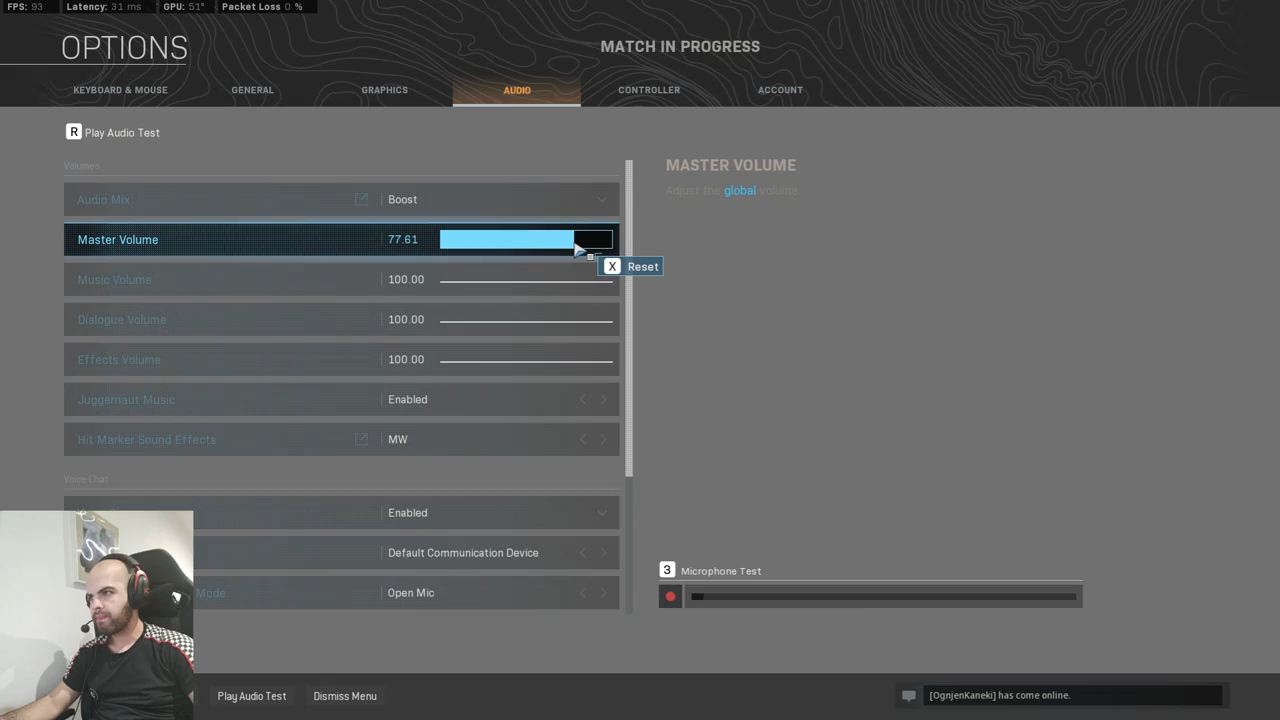 FPS: 93 Latency: 31 ms GPU: 51° Packet Loss 0 %
OPTIONS
MATCH IN PROGRESS
KEYBOARD & MOUSE GENERAL GRAPHICS AUDIO CONTROLLER ACCOUNT
R Play Audio Test
Volumes
Audio Mix Boost
Master Volume 77.61
X Reset
Music Volume 100.00
Dialogue Volume 100.00
Effects Volume 100.00
Juggernaut Music Enabled
Hit Marker Sound Effects MW
Voice Chat
Enabled
Default Communication Device
Mode Open Mic
MASTER VOLUME
Adjust the global volume.
3 Microphone Test
Play Audio Test Dismiss Menu
[OgnjenKaneki] has come online.